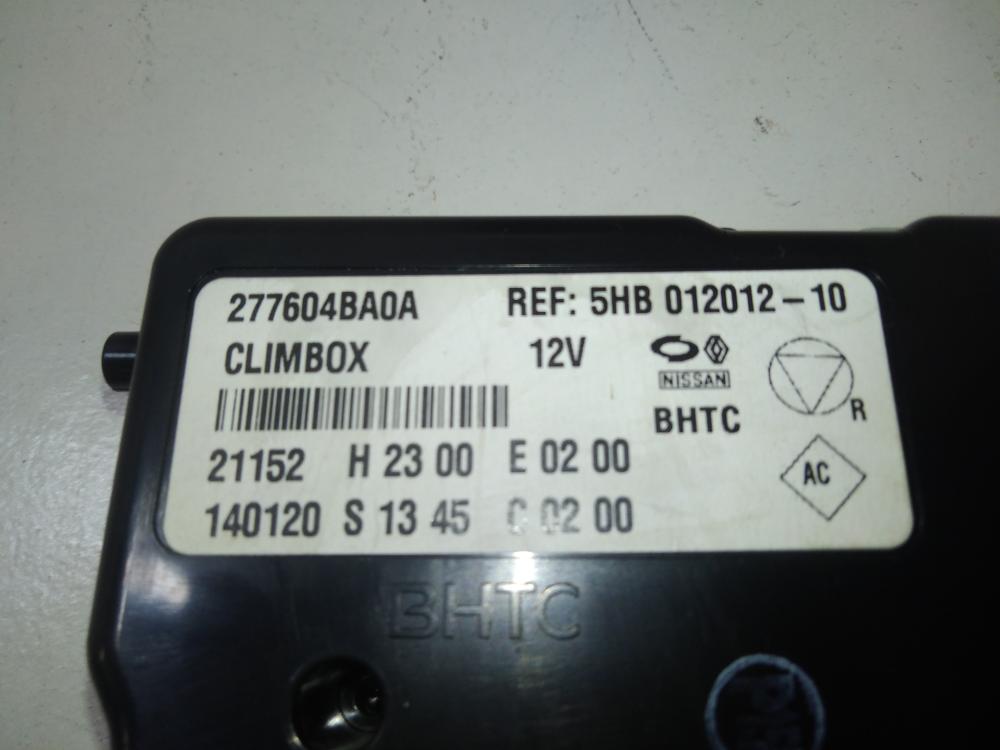 277604BA0A REF: 5HB 012012-10
CLIMBOX 12V
NISSAN
BHTC
R
21152 H 23 00 E 02 00
AC
140120 S 13 45 C 02 00
BHTC